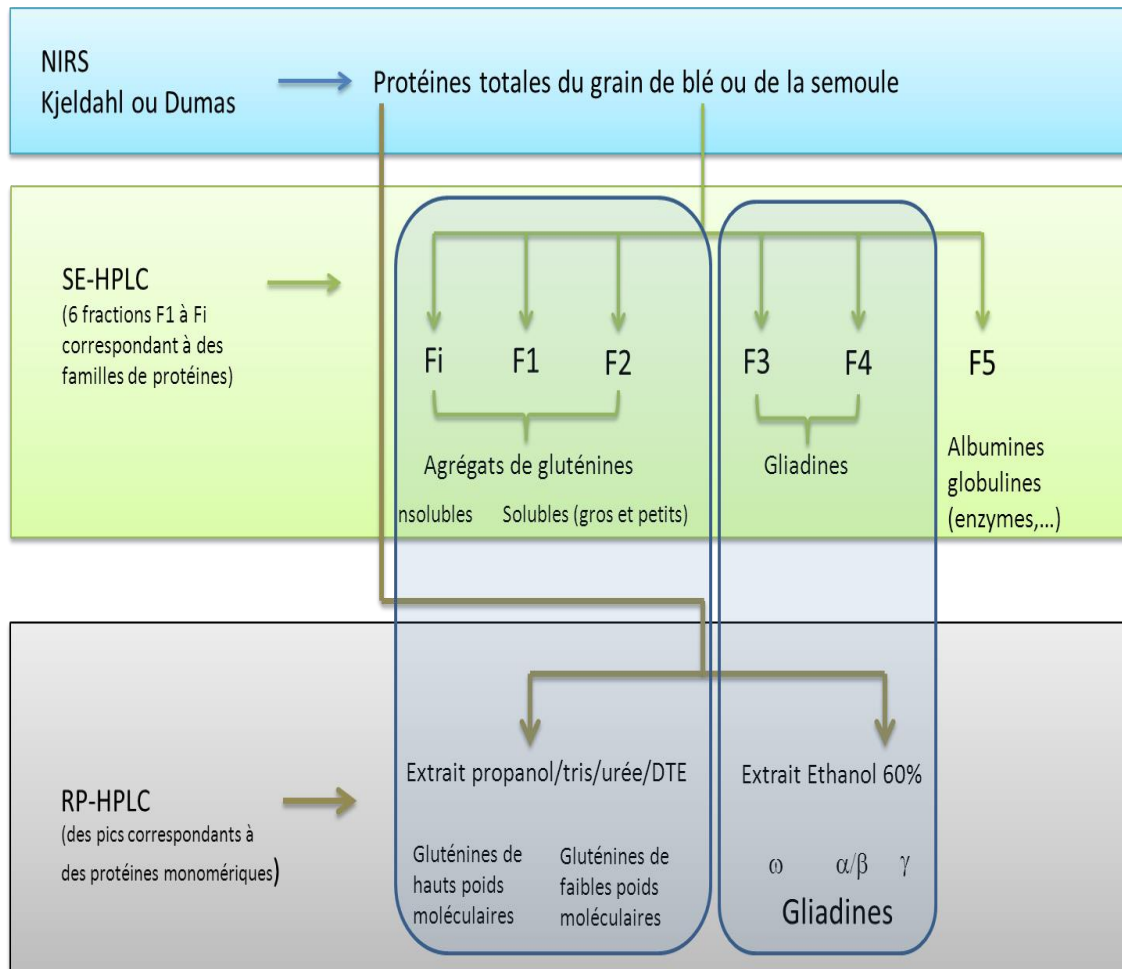 NIRS
Kjeldahl ou Dumas
Protéines totales du grain de blé ou de la semoule
SE-HPLC
(6 fractions F1 à Fi
correspondant à des
familles de protéines)
Fi F1 F2 F3 F4 F5
Agrégats de gluténines
nsolubles Solubles (gros et petits)
Gliadines
Albumines
globulines
(enzymes,...)
RP-HPLC
(des pics correspondants à
des protéines monomériques)
Extrait propanol/tris/urée/DTE
Extrait Ethanol 60%
Gluténines de
hauts poids
moléculaires
Gluténines de
faibles poids
moléculaires
ω α/β γ
Gliadines